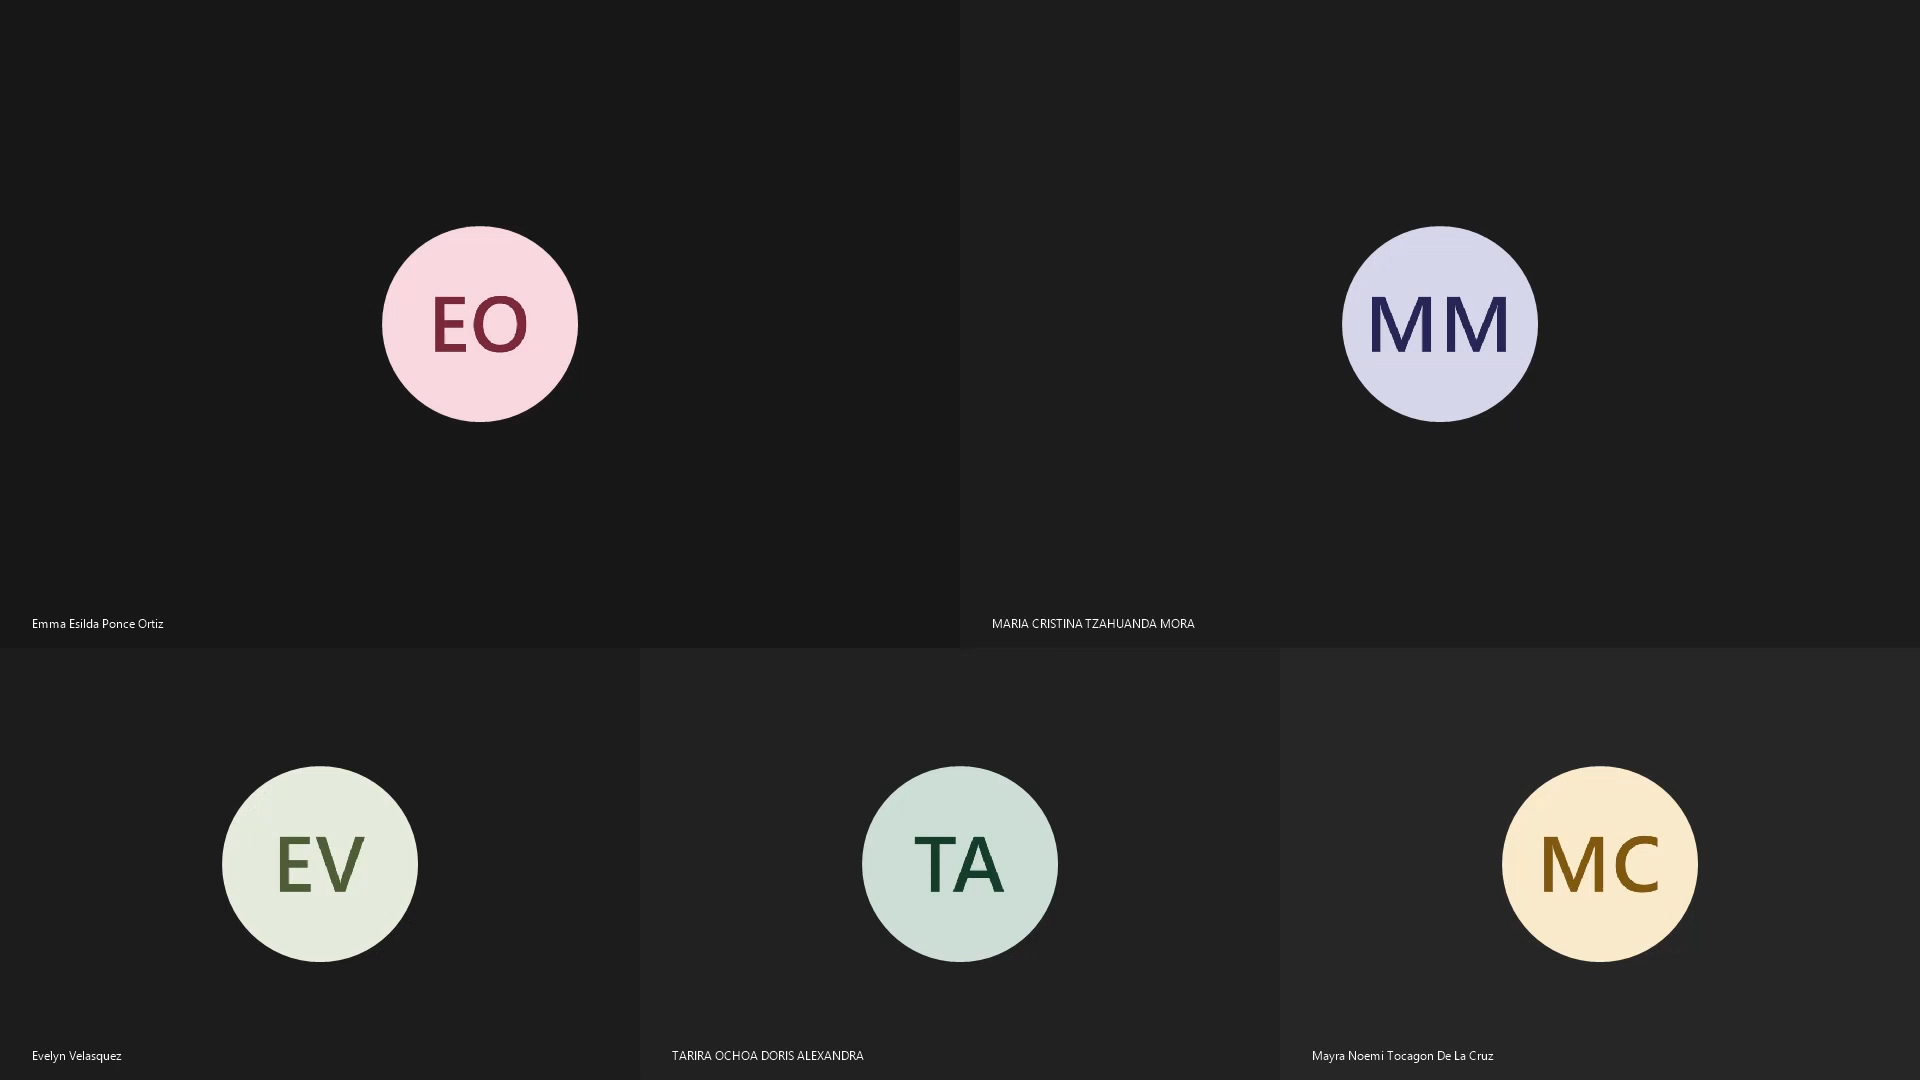 EO
MM
Emma Esilda Ponce Ortiz
MARIA CRISTINA TZAHUANDA MORA
EV
TA
MC
Evelyn Velasquez
TARIRA OCHOA DORIS ALEXANDRA
Mayra Noemi Tocagon De La Cruz